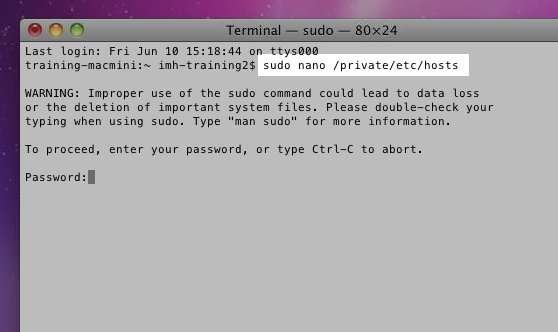 Terminal — sudo — 80×24
Last login: Fri Jun 10 15:18:44 on ttys000
training-macmini:~ imh-training2$ sudo nano /private/etc/hosts
WARNING: Improper use of the sudo command could lead to data loss
or the deletion of important system files. Please double-check your
typing when using sudo. Type "man sudo" for more information.
To proceed, enter your password, or type Ctrl-C to abort.
Password: